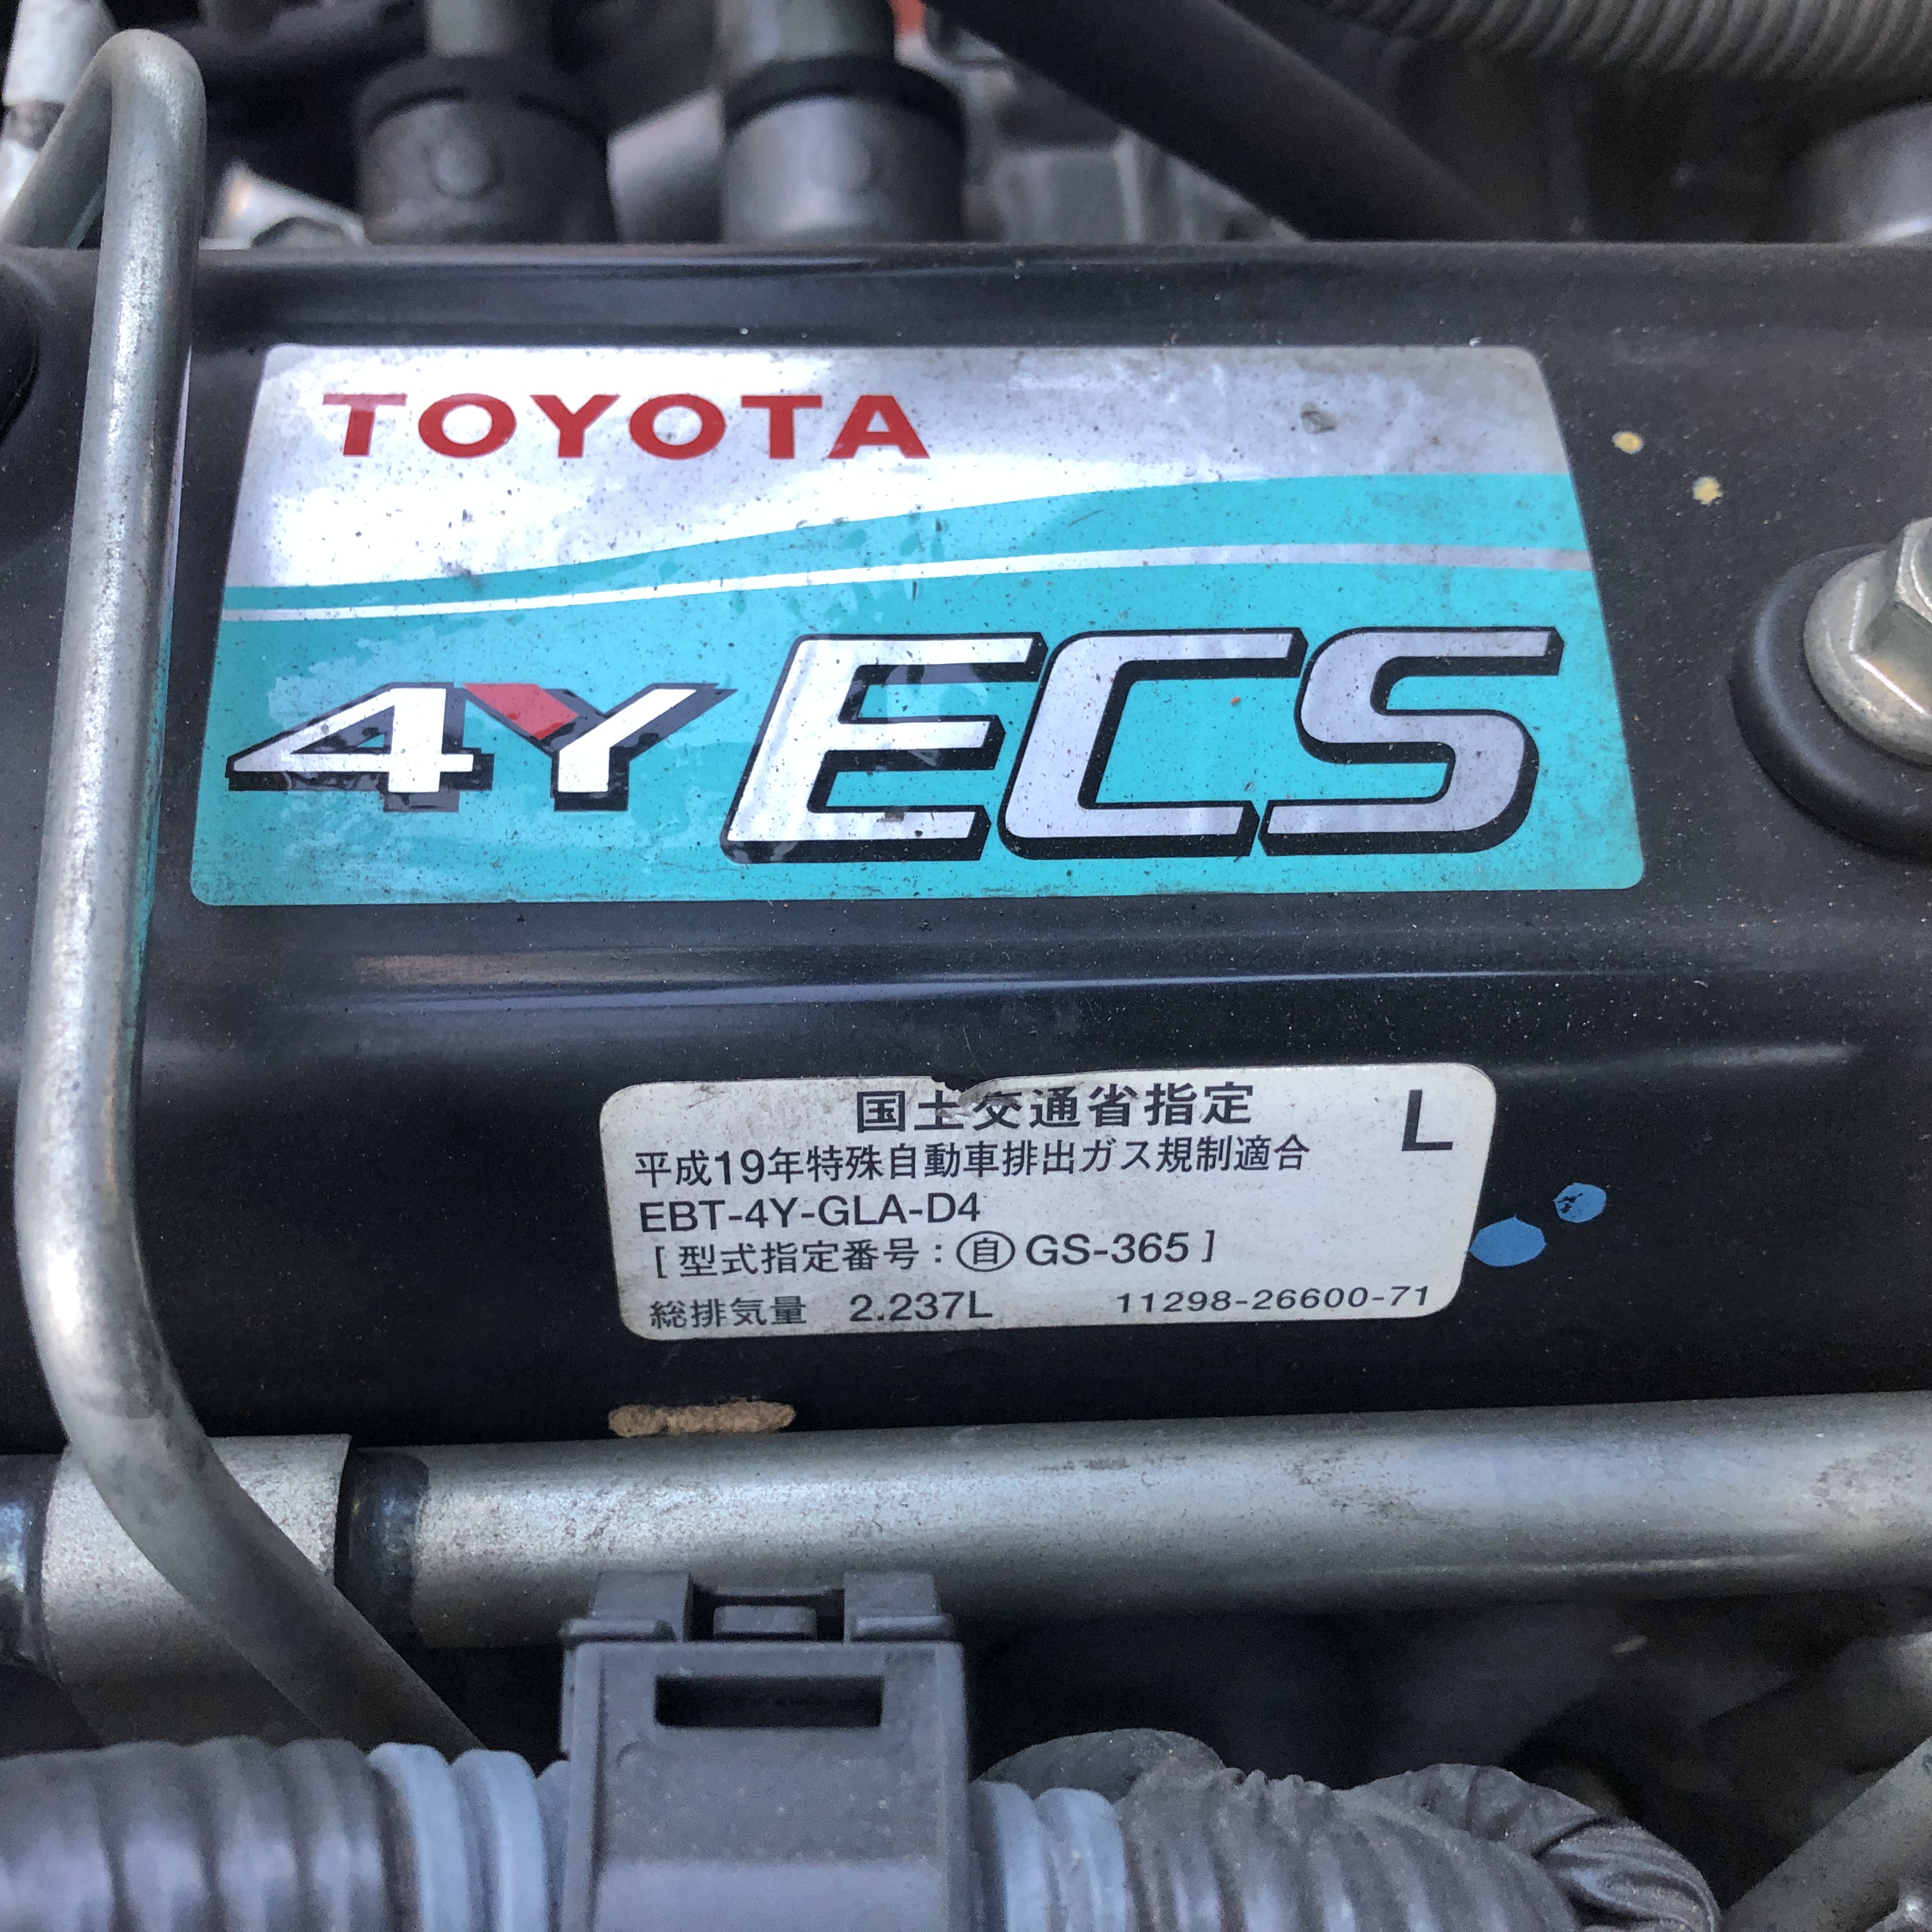 TOYOTA
4Y ECS
国土交通省指定 L
平成19年特殊自動車排出ガス規制適合
EBT-4Y-GLA-D4
[ 型式指定番号：㊀自 GS-365 ]
総排気量 2.237L 11298-26600-71